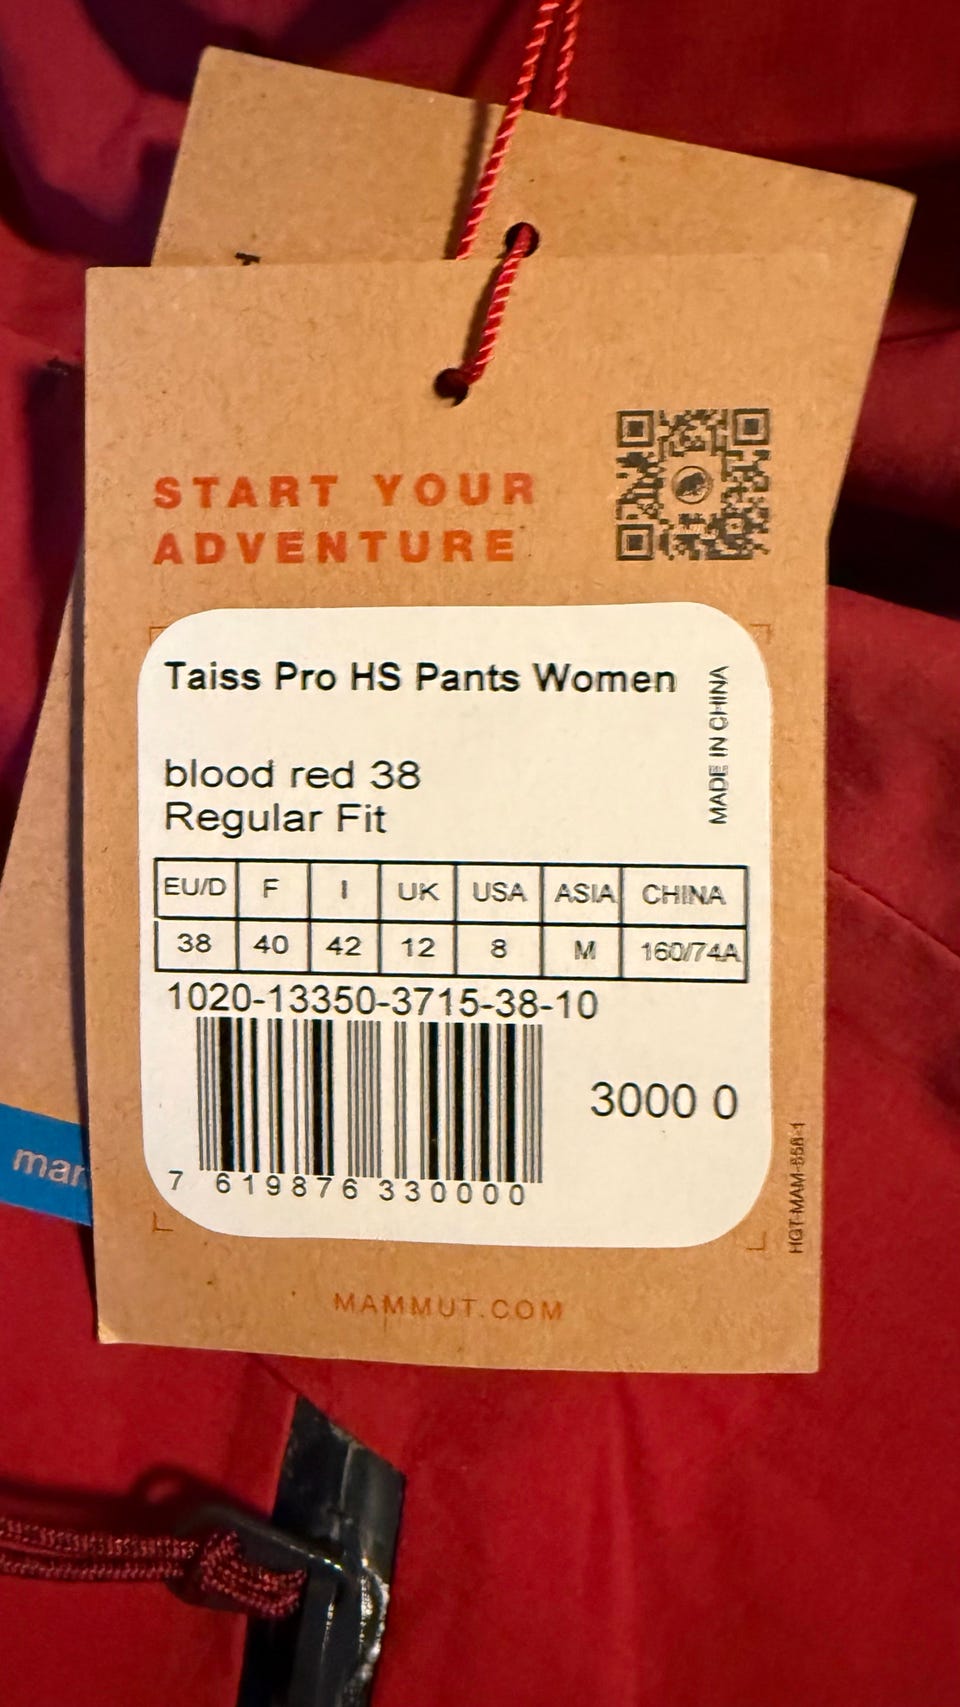 START YOUR
ADVENTURE
Taiss Pro HS Pants Women
MADE IN CHINA
blood red 38
Regular Fit
EU/D F I UK USA ASIA CHINA
38 40 42 12 8 M 160/74A
1020-13350-3715-38-10
3000 0
7 619876 330000
MAMMUT.COM
mar